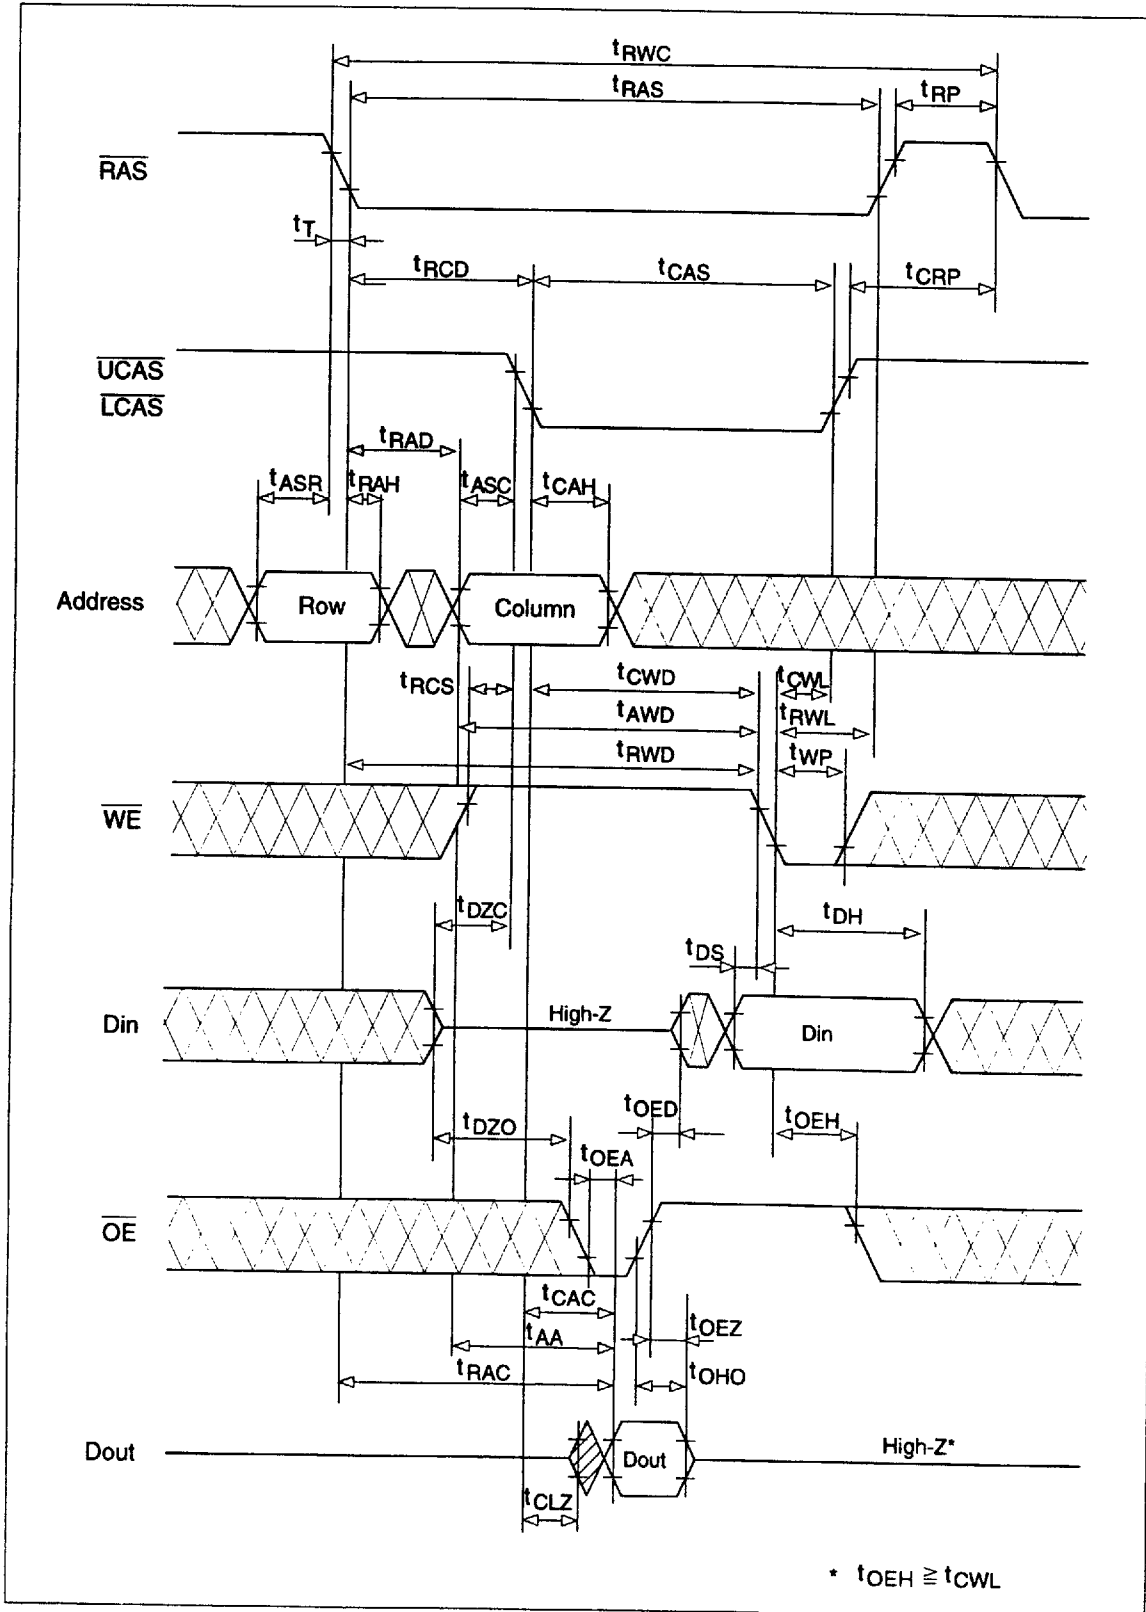 tRWC
tRAS
tRP
RAS
tT
tRCD
tCAS
tCRP
UCAS
LCAS
tRAD
tASR
tRAH
tASC
tCAH
Address
Row
Column
tRCS
tCWD
tCWL
tAWD
tRWL
tRWD
tWP
WE
tDZC
tDH
tDS
Din
High-Z
Din
tOED
tDZO
tOEH
tOEA
OE
tCAC
tOEZ
tAA
tRAC
tOHO
Dout
Dout
High-Z*
tCLZ
* tOEH ≧ tCWL